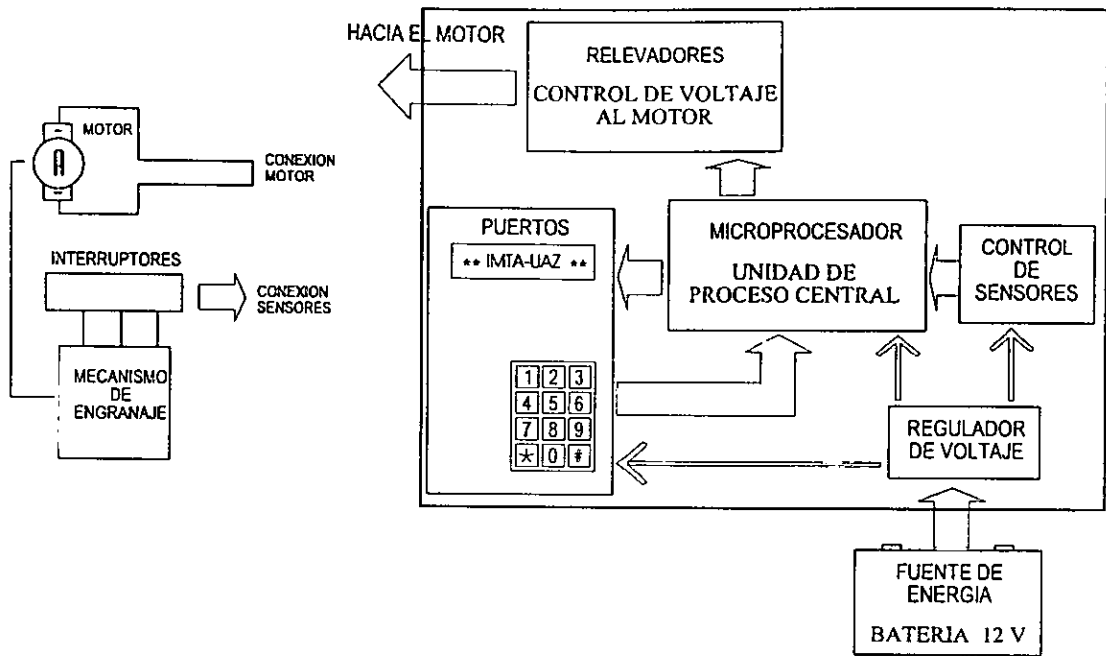 HACIA EL MOTOR
RELEVADORES
CONTROL DE VOLTAJE
AL MOTOR
MOTOR
CONEXION
MOTOR
INTERRUPTORES
CONEXION
SENSORES
MECANISMO
DE
ENGRANAJE
PUERTOS
** IMTA-UAZ **
1 2 3
4 5 6
7 8 9
* 0 #
MICROPROCESADOR
UNIDAD DE
PROCESO CENTRAL
CONTROL
DE
SENSORES
REGULADOR
DE VOLTAJE
FUENTE DE
ENERGIA
BATERIA 12 V